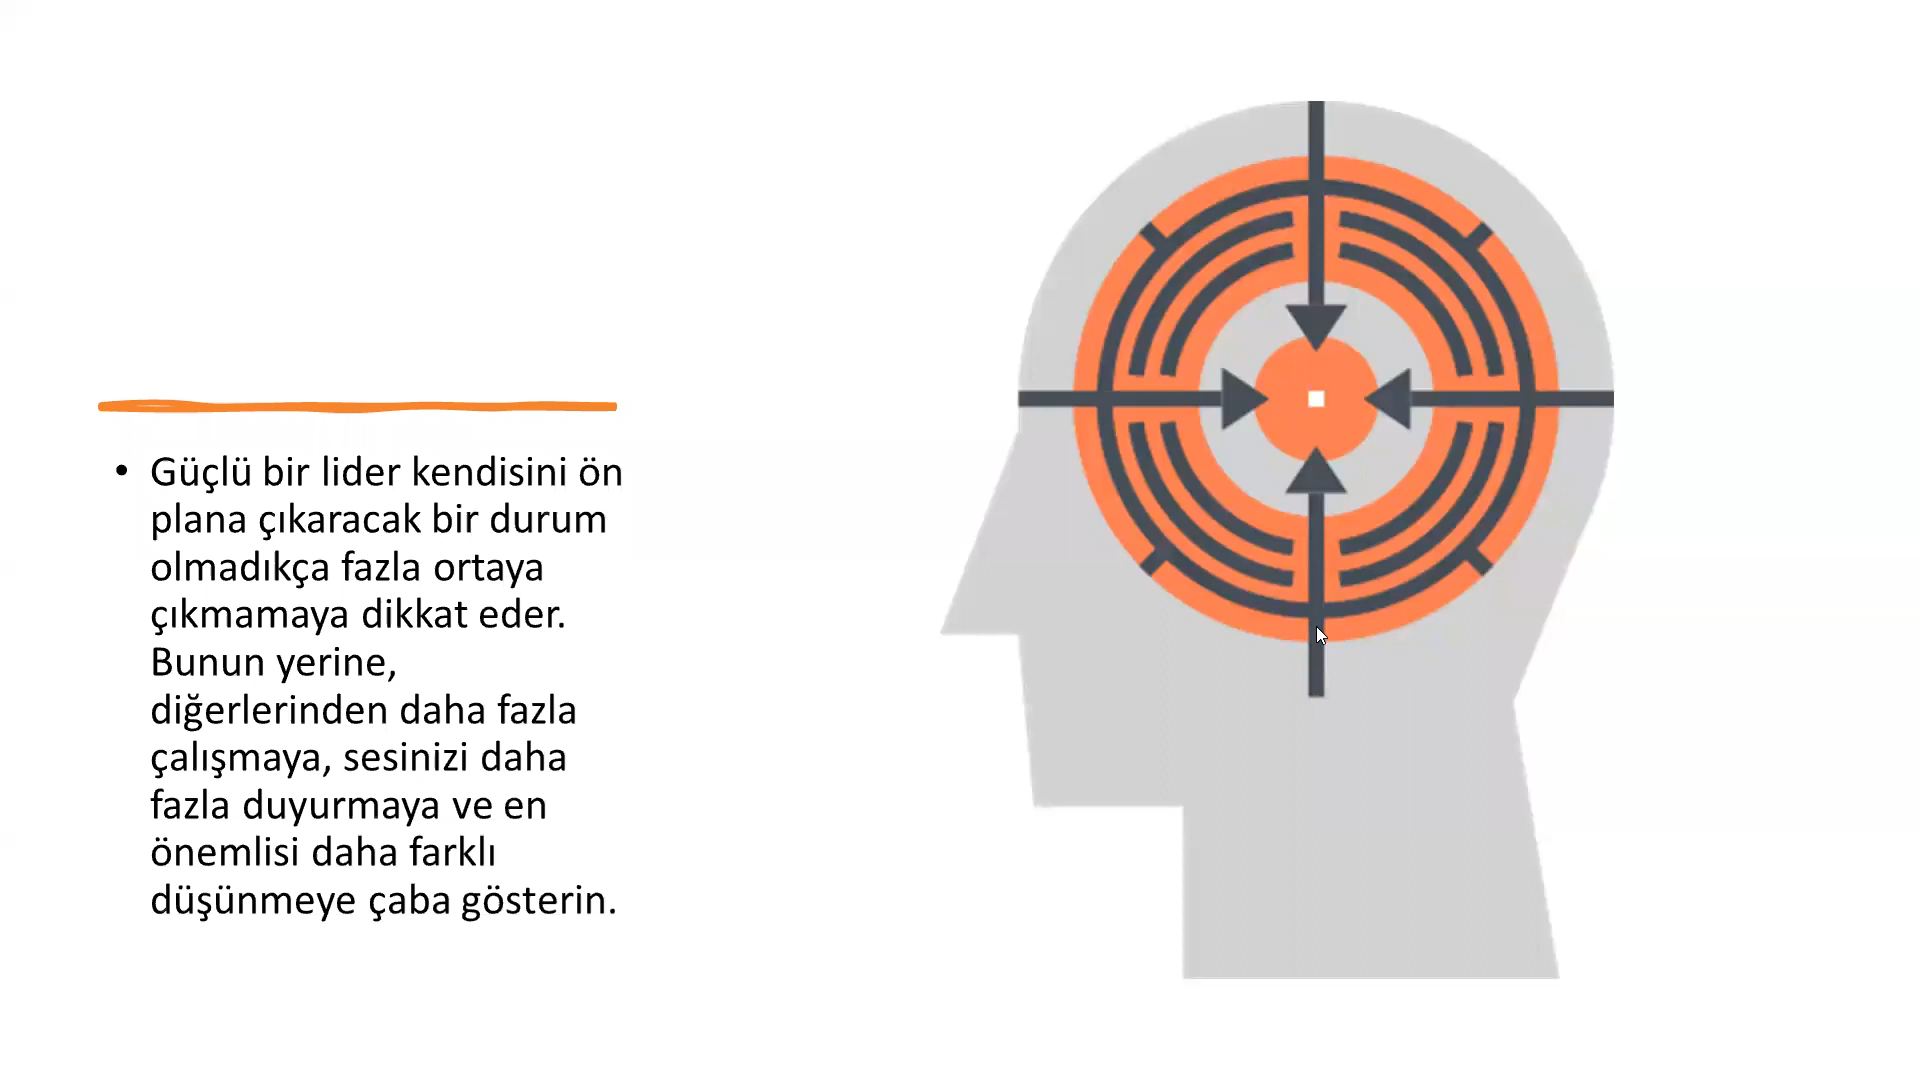 • Güçlü bir lider kendisini ön
plana çıkaracak bir durum
olmadıkça fazla ortaya
çıkmamaya dikkat eder.
Bunun yerine,
diğerlerinden daha fazla
çalışmaya, sesinizi daha
fazla duyurmaya ve en
önemlisi daha farklı
düşünmeye çaba gösterin.